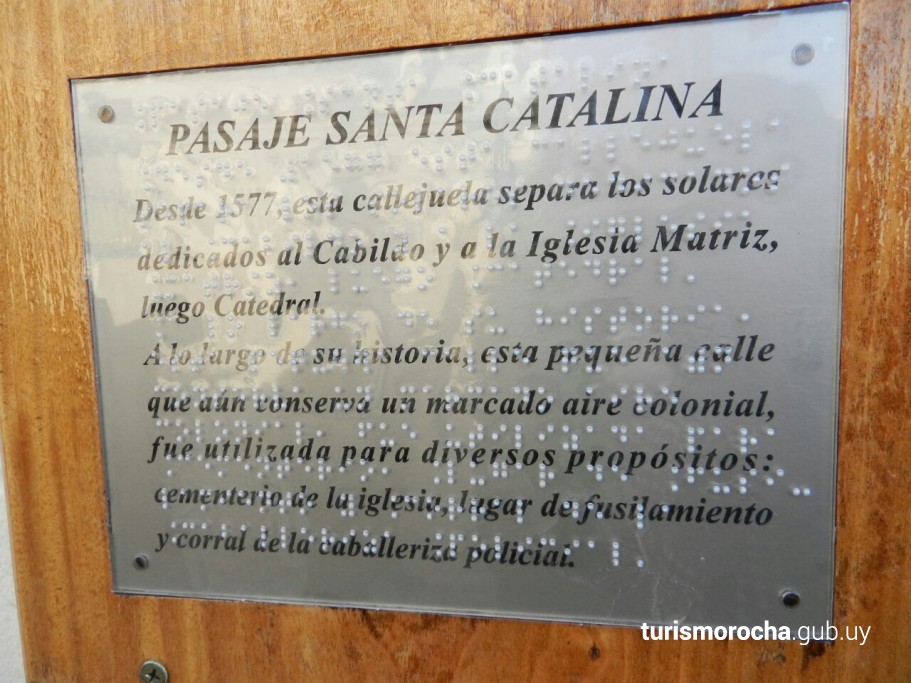 PASAJE SANTA CATALINA
Desde 1577, esta callejuela separa los solares
dedicados al Cabildo y a la Iglesia Matriz,
luego Catedral.
A lo largo de su historia, esta pequeña calle
que aún conserva un marcado aire colonial,
fue utilizada para diversos propósitos:
cementerio de la iglesia, lugar de fusilamiento
y corral de la caballeriza policial.
turismorocha.gub.uy